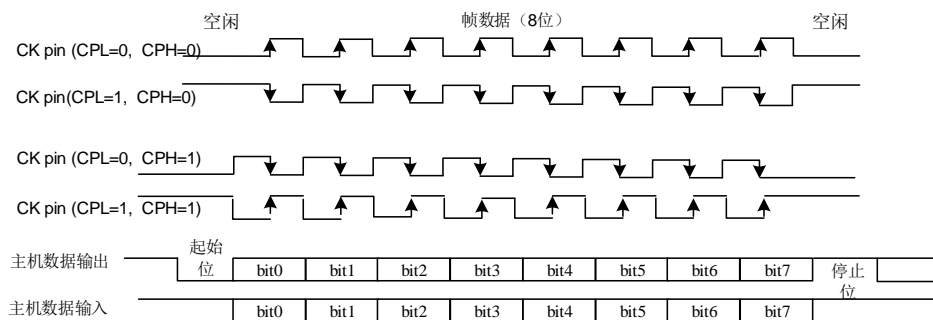 空闲 帧数据（8位） 空闲
CK pin (CPL=0, CPH=0)
CK pin(CPL=1, CPH=0)
CK pin (CPL=0, CPH=1)
CK pin (CPL=1, CPH=1)
主机数据输出 起始位 bit0 bit1 bit2 bit3 bit4 bit5 bit6 bit7 停止位
主机数据输入 bit0 bit1 bit2 bit3 bit4 bit5 bit6 bit7